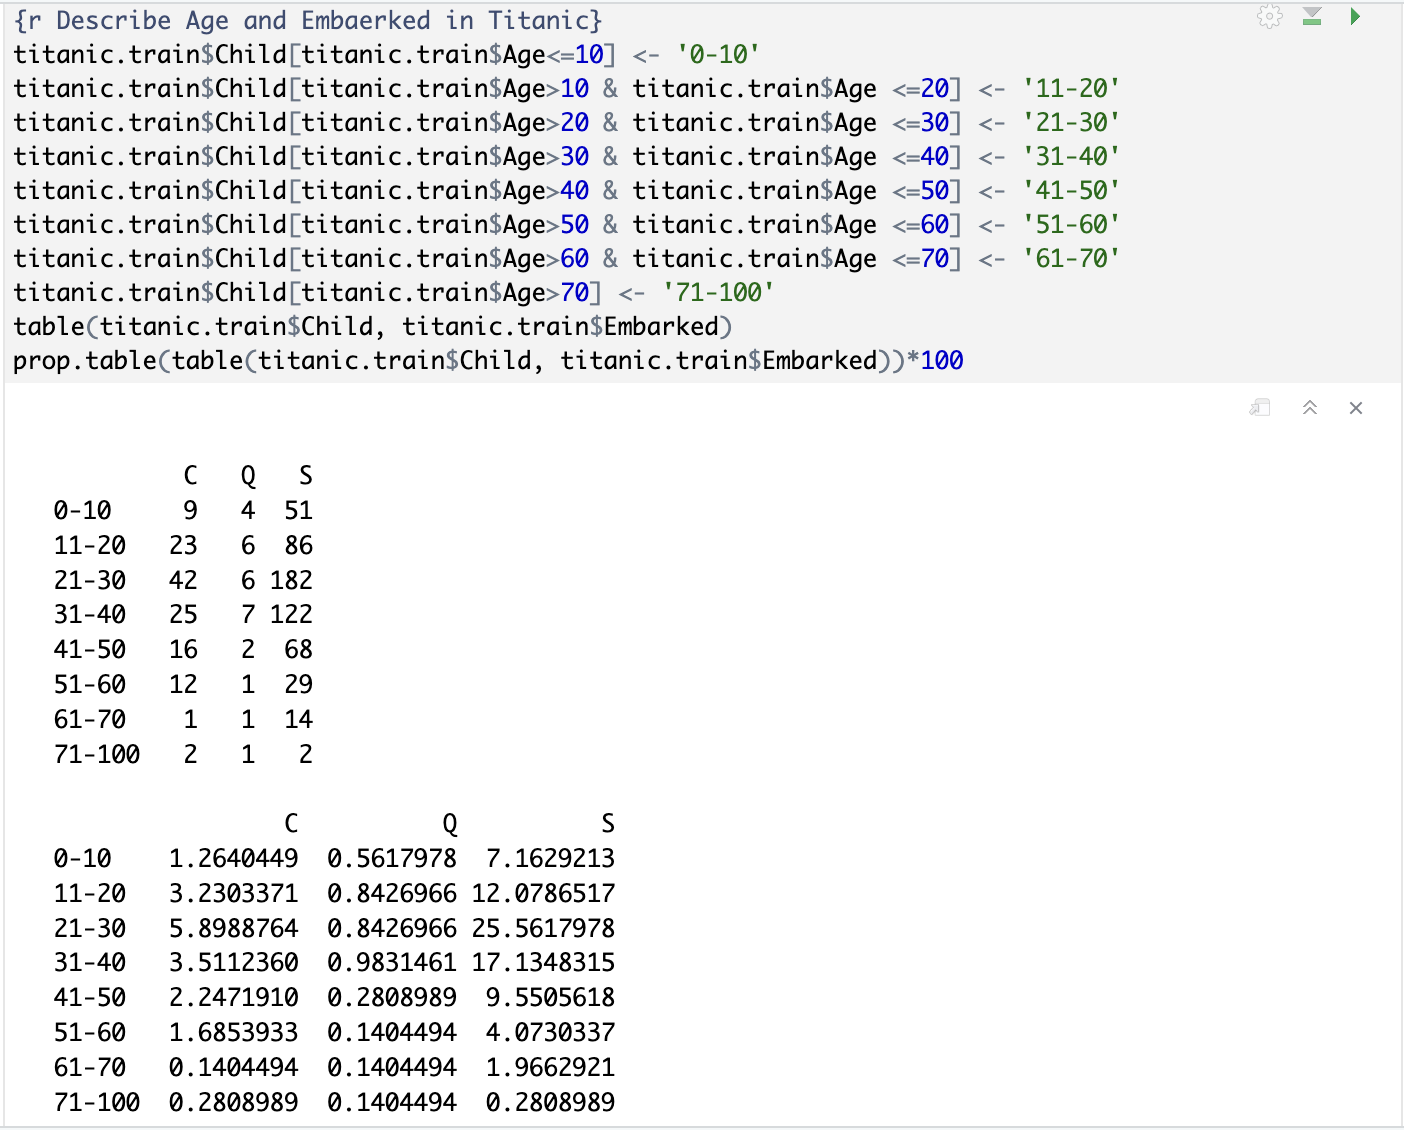 {r Describe Age and Embaerked in Titanic}
titanic.train$Child[titanic.train$Age<=10] <- '0-10'
titanic.train$Child[titanic.train$Age>10 & titanic.train$Age <=20] <- '11-20'
titanic.train$Child[titanic.train$Age>20 & titanic.train$Age <=30] <- '21-30'
titanic.train$Child[titanic.train$Age>30 & titanic.train$Age <=40] <- '31-40'
titanic.train$Child[titanic.train$Age>40 & titanic.train$Age <=50] <- '41-50'
titanic.train$Child[titanic.train$Age>50 & titanic.train$Age <=60] <- '51-60'
titanic.train$Child[titanic.train$Age>60 & titanic.train$Age <=70] <- '61-70'
titanic.train$Child[titanic.train$Age>70] <- '71-100'
table(titanic.train$Child, titanic.train$Embarked)
prop.table(table(titanic.train$Child, titanic.train$Embarked))*100
C Q S
0-10 9 4 51
11-20 23 6 86
21-30 42 6 182
31-40 25 7 122
41-50 16 2 68
51-60 12 1 29
61-70 1 1 14
71-100 2 1 2
C Q S
0-10 1.2640449 0.5617978 7.1629213
11-20 3.2303371 0.8426966 12.0786517
21-30 5.8988764 0.8426966 25.5617978
31-40 3.5112360 0.9831461 17.1348315
41-50 2.2471910 0.2808989 9.5505618
51-60 1.6853933 0.1404494 4.0730337
61-70 0.1404494 0.1404494 1.9662921
71-100 0.2808989 0.1404494 0.2808989